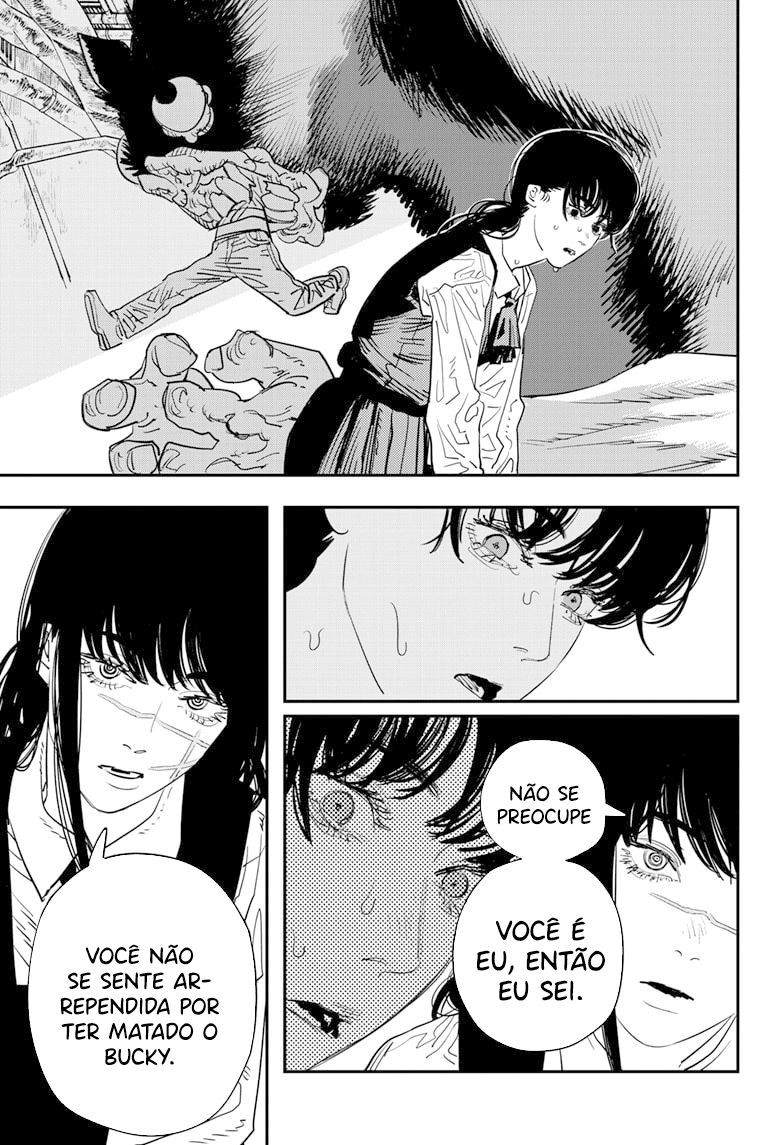 NÃO SE
PREOCUPE
VOCÊ É
EU, ENTÃO
EU SEI.
VOCÊ NÃO
SE SENTE AR-
REPENDIDA POR
TER MATADO O
BUCKY.